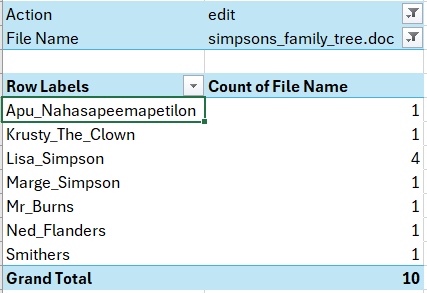 Action edit
File Name simpsons_family_tree.doc
Row Labels Count of File Name
Apu_Nahasapeemapetilon 1
Krusty_The_Clown 1
Lisa_Simpson 4
Marge_Simpson 1
Mr_Burns 1
Ned_Flanders 1
Smithers 1
Grand Total 10